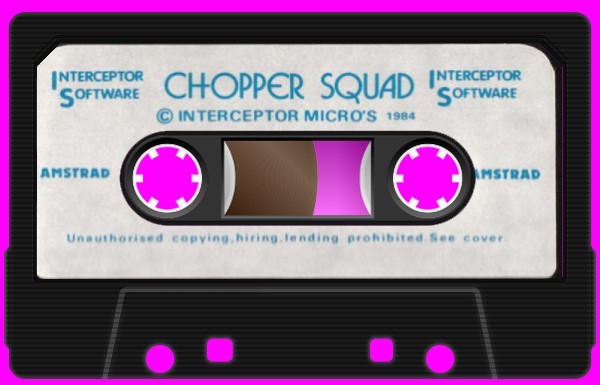 INTERCEPTOR SOFTWARE CHOPPER SQUAD INTERCEPTOR SOFTWARE
© INTERCEPTOR MICRO'S 1984
AMSTRAD AMSTRAD
Unauthorised copying,hiring,lending prohibited.See cover